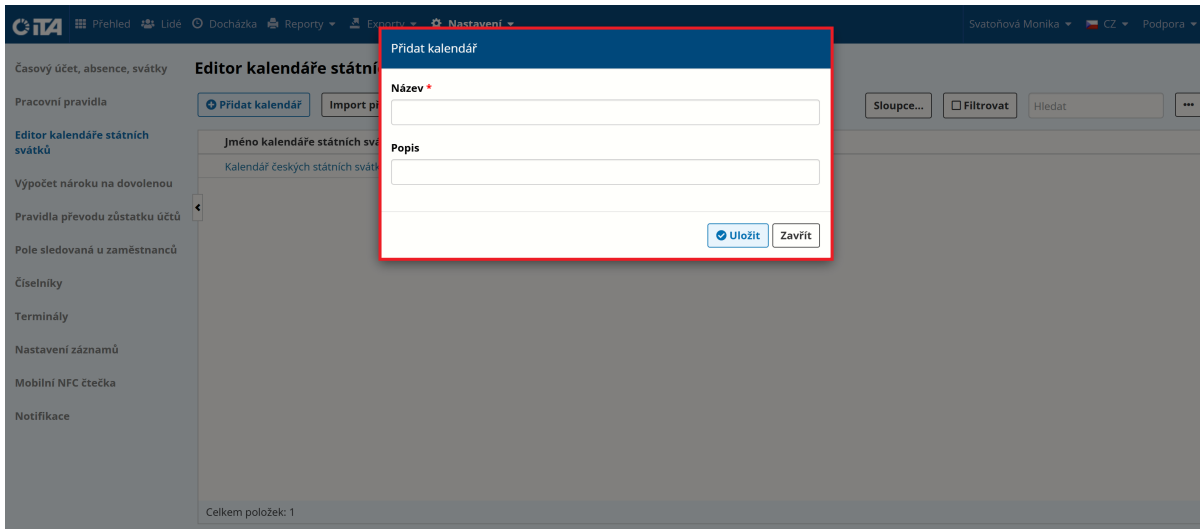 iTA Přehled Lidé Docházka Reporty Exporty Nastavení Svatoňová Monika CZ Podpora
Časový účet, absence, svátky
Pracovní pravidla
Editor kalendáře státních
svátků
Výpočet nároku na dovolenou
Pravidla převodu zůstatku účtů
Pole sledovaná u zaměstnanců
Číselníky
Terminály
Nastavení záznamů
Mobilní NFC čtečka
Notifikace
Editor kalendáře státní
Přidat kalendář Import př Sloupce... Filtrovat Hledat ...
Jméno kalendáře státních svá
Kalendář českých státních svátk
Celkem položek: 1
Přidat kalendář
Název *
Popis
Uložit Zavřít